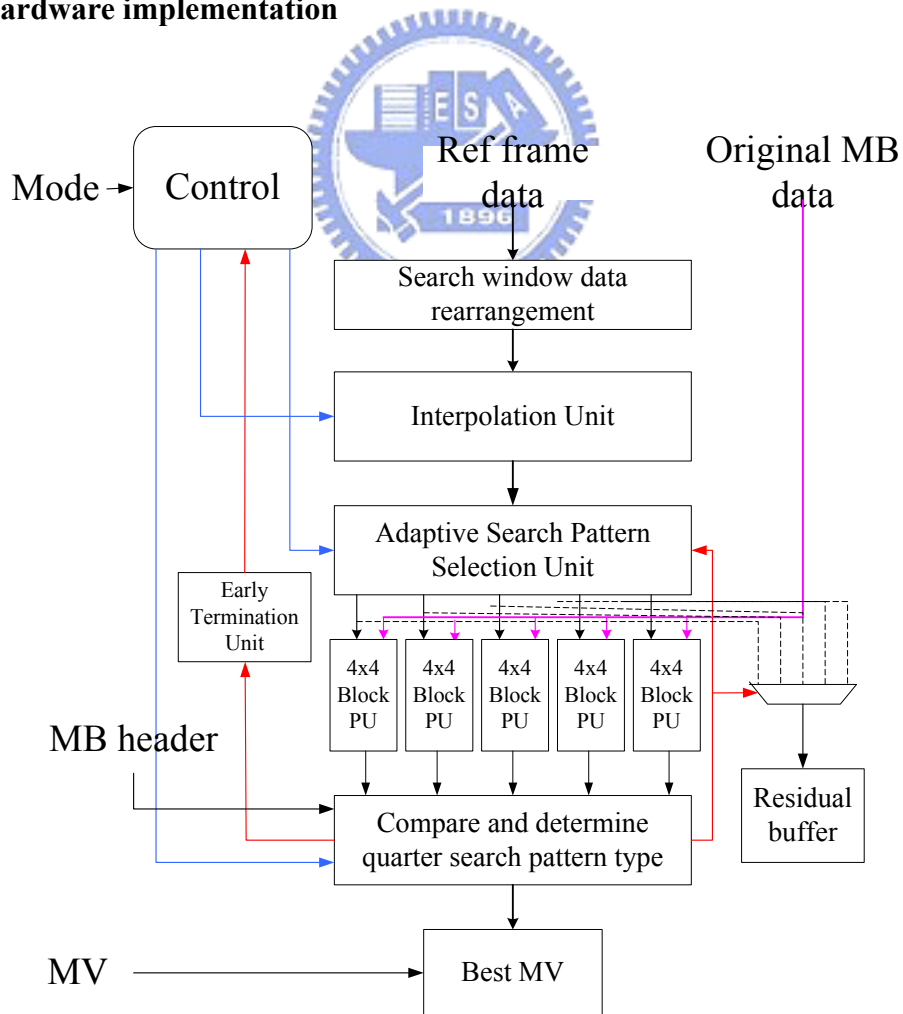 ardware implementation
ESA
1896
Ref frame
data
Original MB
data
Mode
Control
Search window data
rearrangement
Interpolation Unit
Adaptive Search Pattern
Selection Unit
Early
Termination
Unit
4x4
Block
PU
4x4
Block
PU
4x4
Block
PU
4x4
Block
PU
4x4
Block
PU
MB header
Residual
buffer
Compare and determine
quarter search pattern type
MV
Best MV